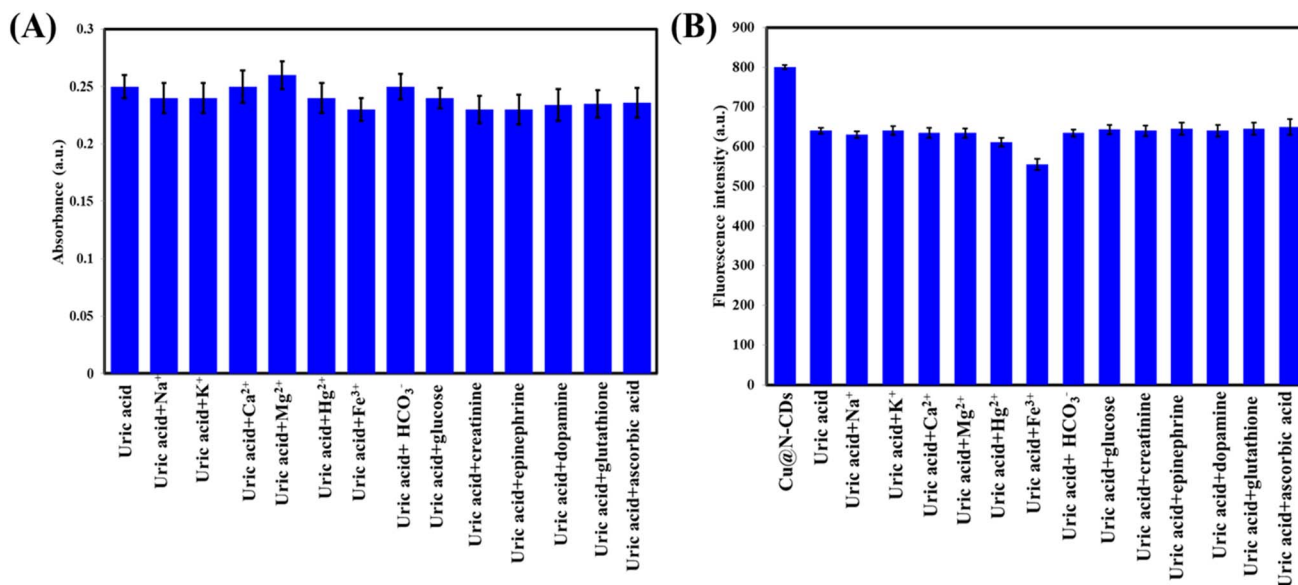 (A)
0.3
0.25
0.2
0.15
0.1
0.05
0
Absorbance (a.u.)
Uric acid
Uric acid+Na⁺
Uric acid+K⁺
Uric acid+Ca²⁺
Uric acid+Mg²⁺
Uric acid+Hg²⁺
Uric acid+Fe³⁺
Uric acid+ HCO₃⁻
Uric acid+glucose
Uric acid+creatinine
Uric acid+epinephrine
Uric acid+dopamine
Uric acid+glutathione
Uric acid+ascorbic acid
(B)
900
800
700
600
500
400
300
200
100
0
Fluorescence intensity (a.u.)
Cu@N-CDs
Uric acid
Uric acid+Na⁺
Uric acid+K⁺
Uric acid+Ca²⁺
Uric acid+Mg²⁺
Uric acid+Hg²⁺
Uric acid+Fe³⁺
Uric acid+ HCO₃⁻
Uric acid+glucose
Uric acid+creatinine
Uric acid+epinephrine
Uric acid+dopamine
Uric acid+glutathione
Uric acid+ascorbic acid